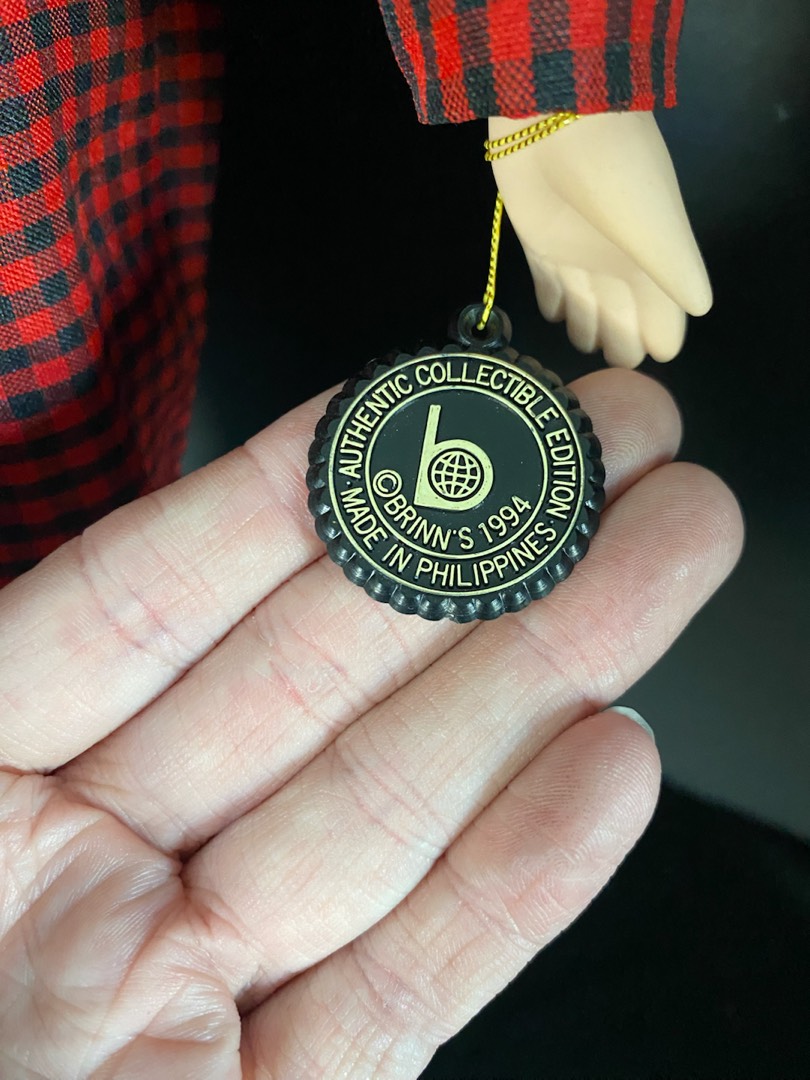 · AUTHENTIC COLLECTIBLE EDITION ·
b
©BRINN'S 1994
MADE IN PHILIPPINES